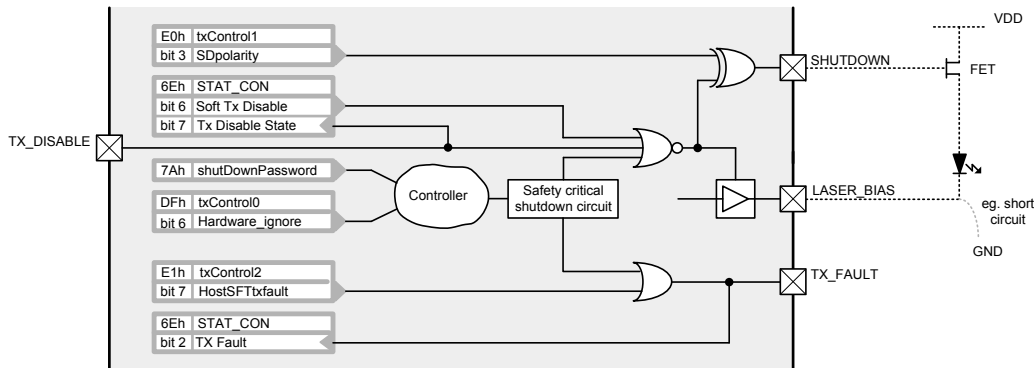 E0h txControl1
bit 3 SDpolarity
6Eh STAT_CON
bit 6 Soft Tx Disable
bit 7 Tx Disable State
TX_DISABLE
7Ah shutDownPassword
DFh txControl0
bit 6 Hardware_ignore
Controller
Safety critical
shutdown circuit
E1h txControl2
bit 7 HostSFTtxfault
6Eh STAT_CON
bit 2 TX Fault
SHUTDOWN
VDD
FET
LASER_BIAS
eg. short
circuit
GND
TX_FAULT